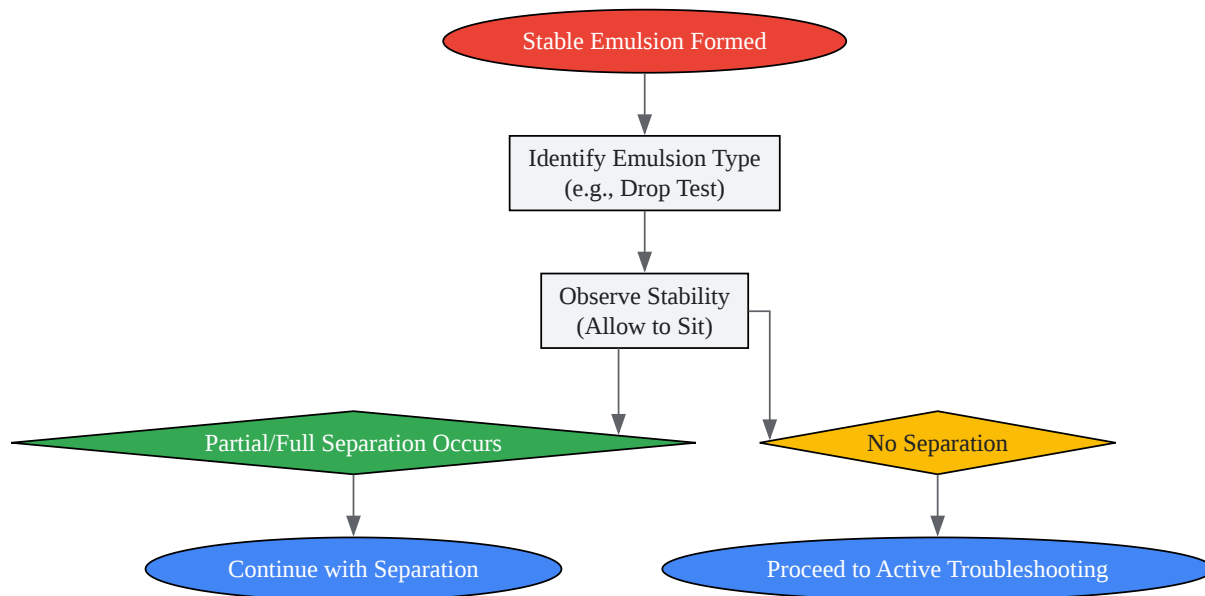 Stable Emulsion Formed
Identify Emulsion Type
(e.g., Drop Test)
Observe Stability
(Allow to Sit)
Partial/Full Separation Occurs
No Separation
Continue with Separation
Proceed to Active Troubleshooting